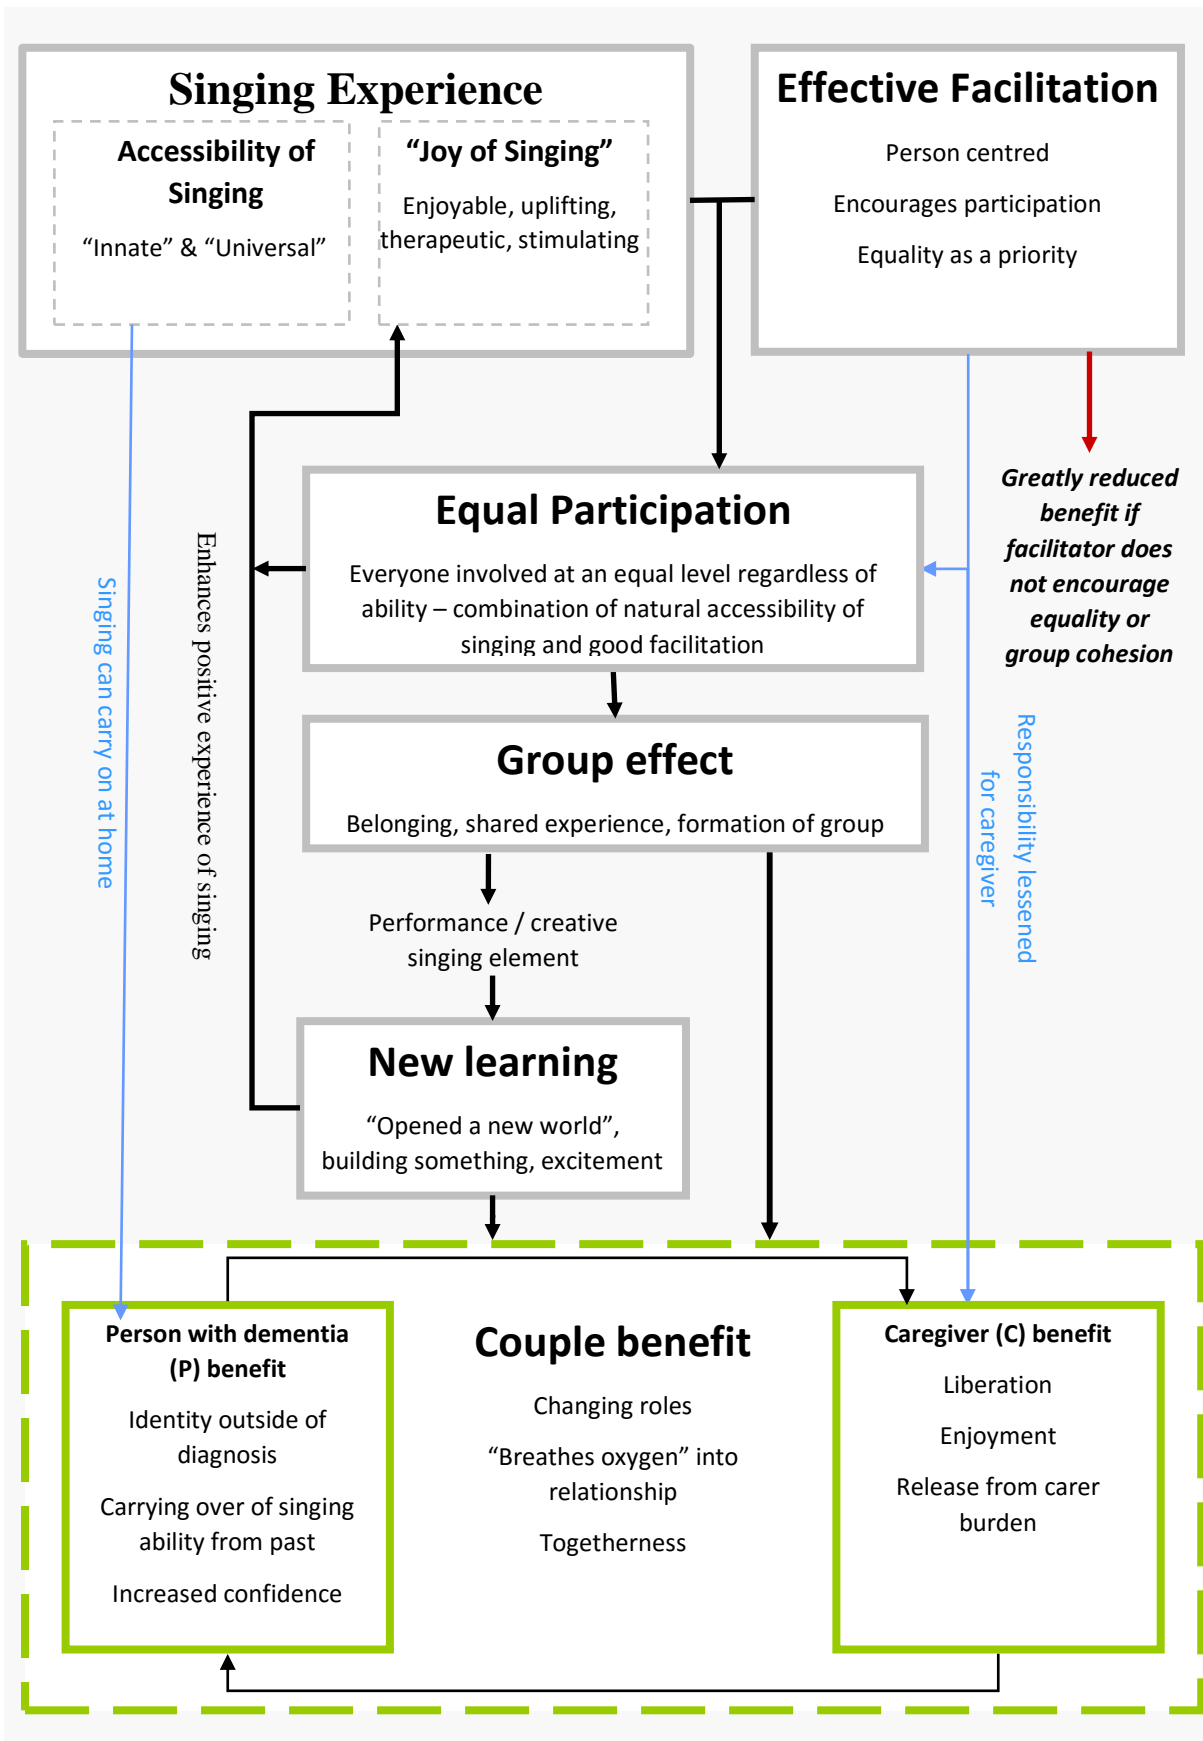 Singing Experience
Accessibility of
Singing
“Innate” & “Universal”
“Joy of Singing”
Enjoyable, uplifting,
therapeutic, stimulating
Effective Facilitation
Person centred
Encourages participation
Equality as a priority
Greatly reduced
benefit if
facilitator does
not encourage
equality or
group cohesion
Equal Participation
Everyone involved at an equal level regardless of
ability – combination of natural accessibility of
singing and good facilitation
Enhances positive experience of singing
Singing can carry on at home
Responsibility lessened
for caregiver
Group effect
Belonging, shared experience, formation of group
Performance / creative
singing element
New learning
“Opened a new world”,
building something, excitement
Person with dementia
(P) benefit
Identity outside of
diagnosis
Carrying over of singing
ability from past
Increased confidence
Couple benefit
Changing roles
“Breathes oxygen” into
relationship
Togetherness
Caregiver (C) benefit
Liberation
Enjoyment
Release from carer
burden